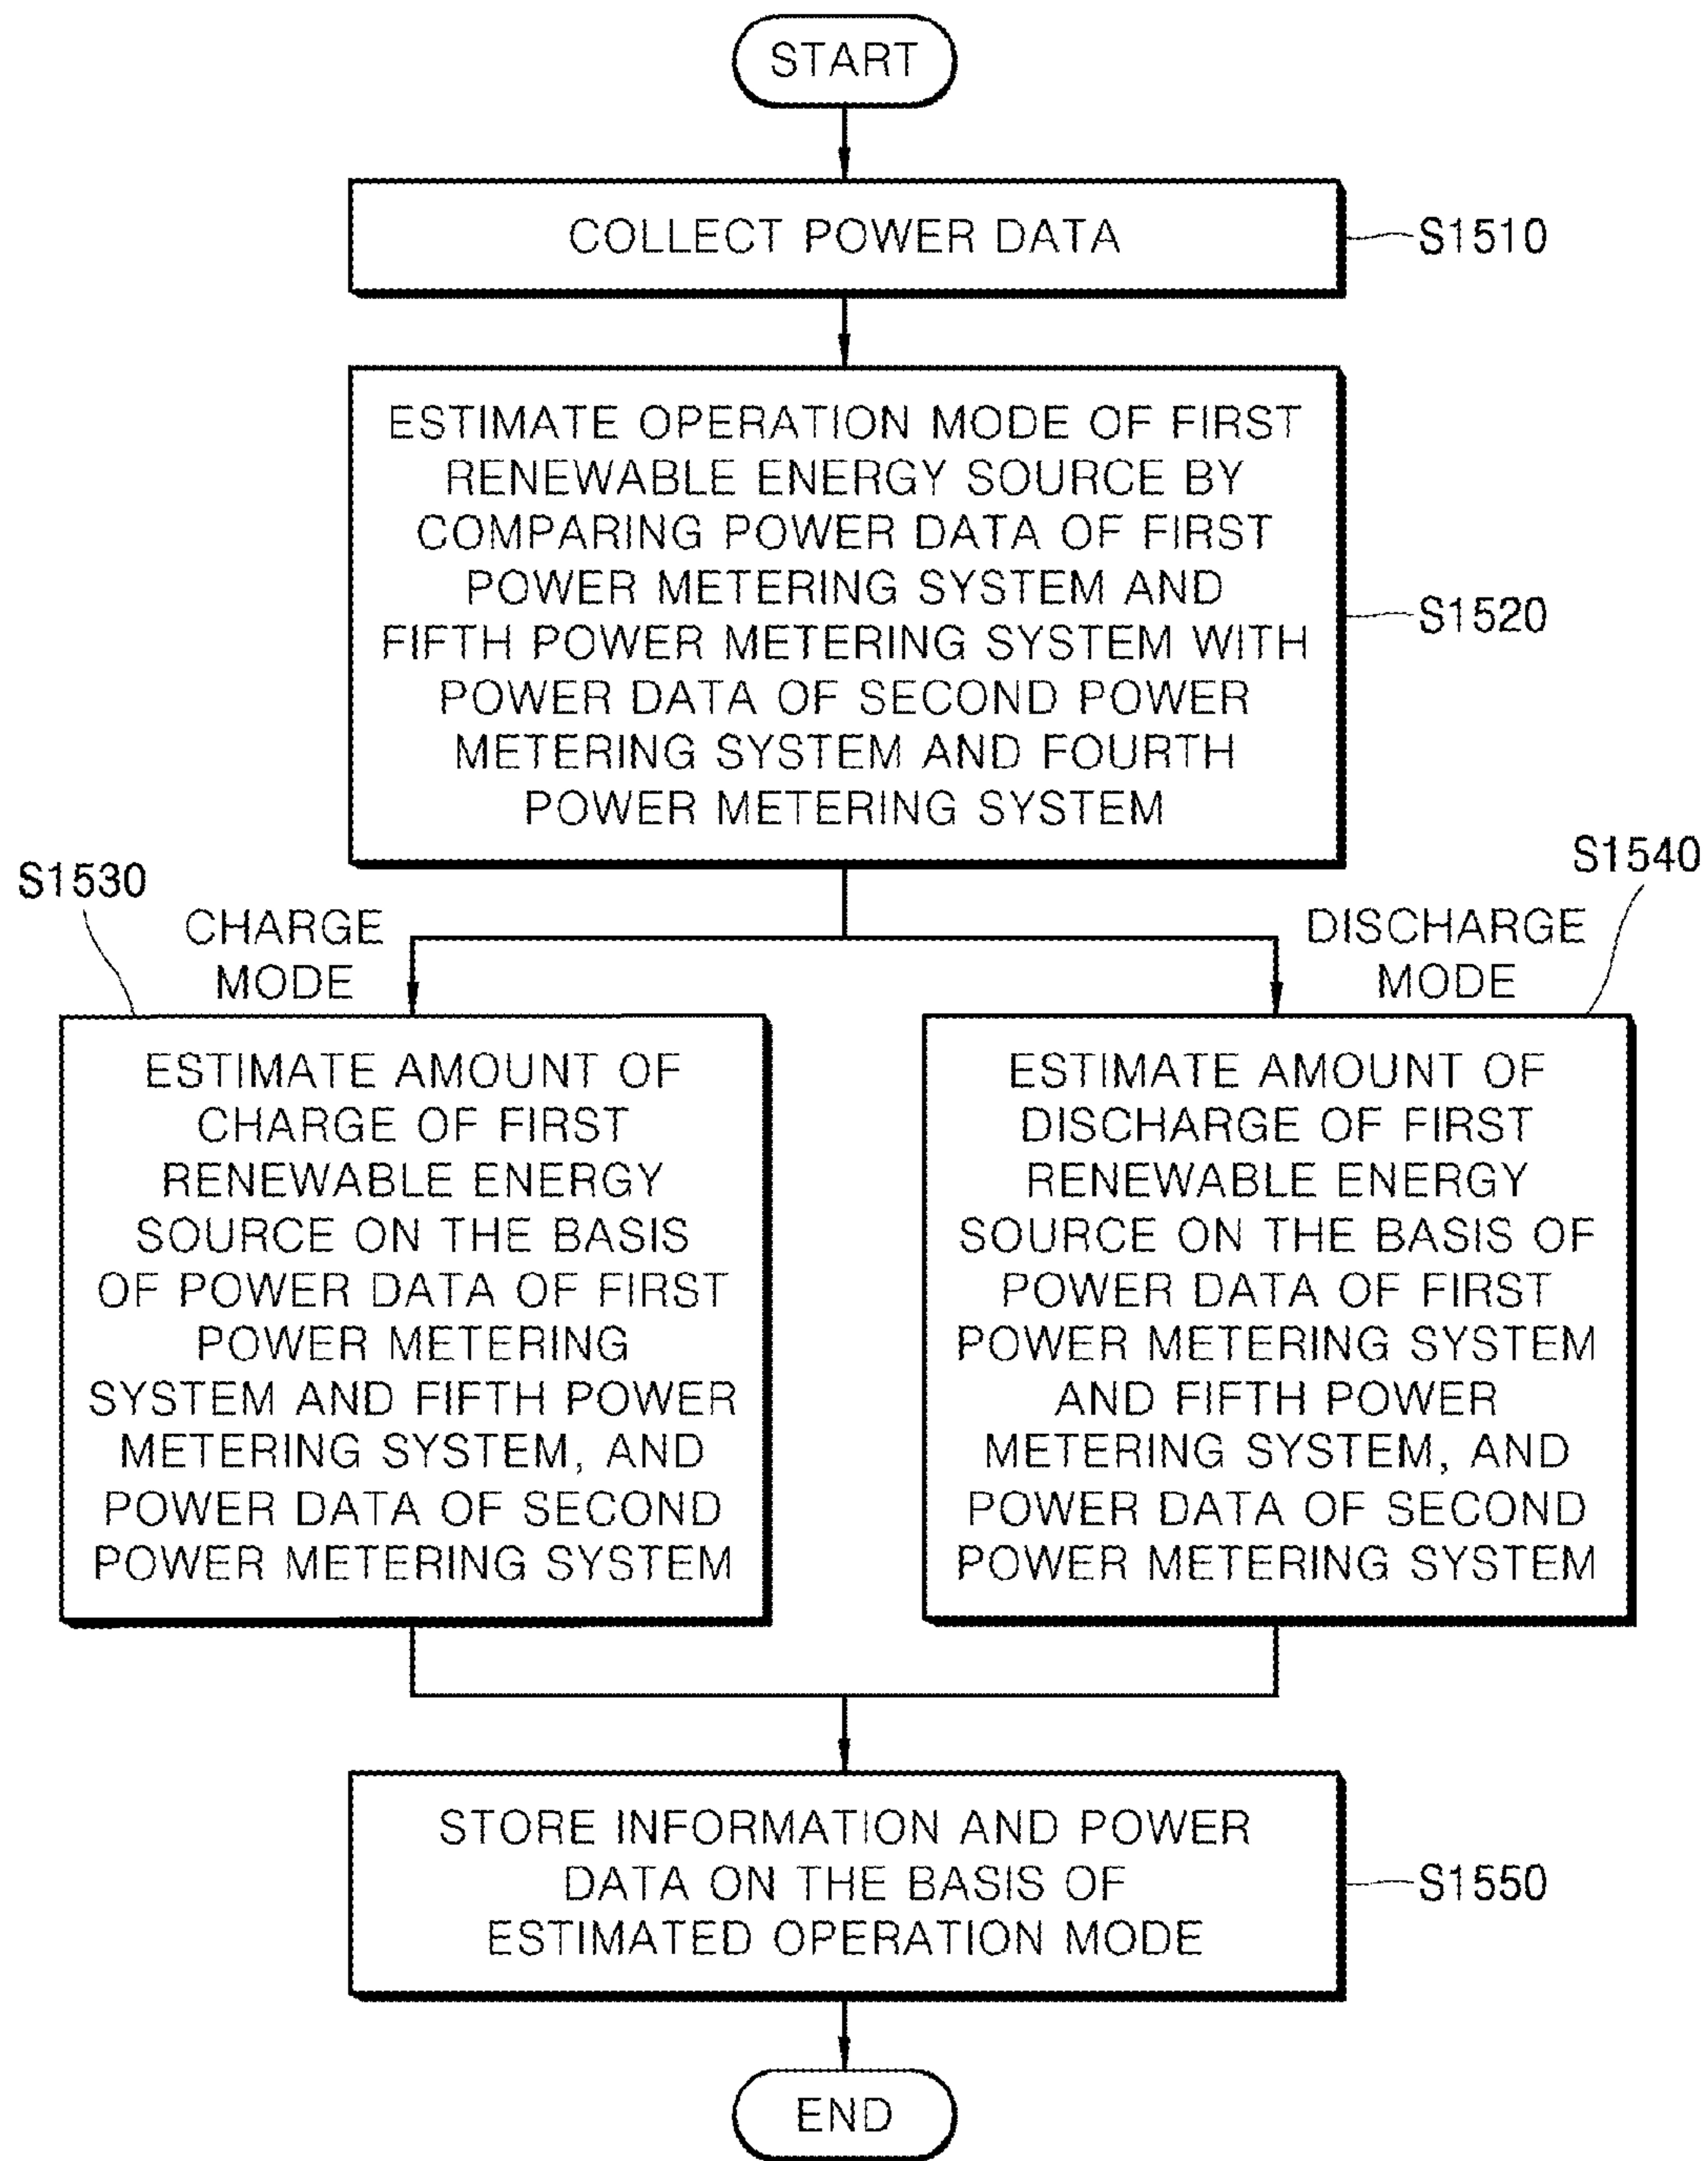 START
COLLECT POWER DATA
S1510
ESTIMATE OPERATION MODE OF FIRST
RENEWABLE ENERGY SOURCE BY
COMPARING POWER DATA OF FIRST
POWER METERING SYSTEM AND
FIFTH POWER METERING SYSTEM WITH
POWER DATA OF SECOND POWER
METERING SYSTEM AND FOURTH
POWER METERING SYSTEM
S1520
S1530
CHARGE
MODE
ESTIMATE AMOUNT OF
CHARGE OF FIRST
RENEWABLE ENERGY
SOURCE ON THE BASIS
OF POWER DATA OF FIRST
POWER METERING
SYSTEM AND FIFTH POWER
METERING SYSTEM, AND
POWER DATA OF SECOND
POWER METERING SYSTEM
S1540
DISCHARGE
MODE
ESTIMATE AMOUNT OF
DISCHARGE OF FIRST
RENEWABLE ENERGY
SOURCE ON THE BASIS OF
POWER DATA OF FIRST
POWER METERING SYSTEM
AND FIFTH POWER
METERING SYSTEM, AND
POWER DATA OF SECOND
POWER METERING SYSTEM
STORE INFORMATION AND POWER
DATA ON THE BASIS OF
ESTIMATED OPERATION MODE
S1550
END